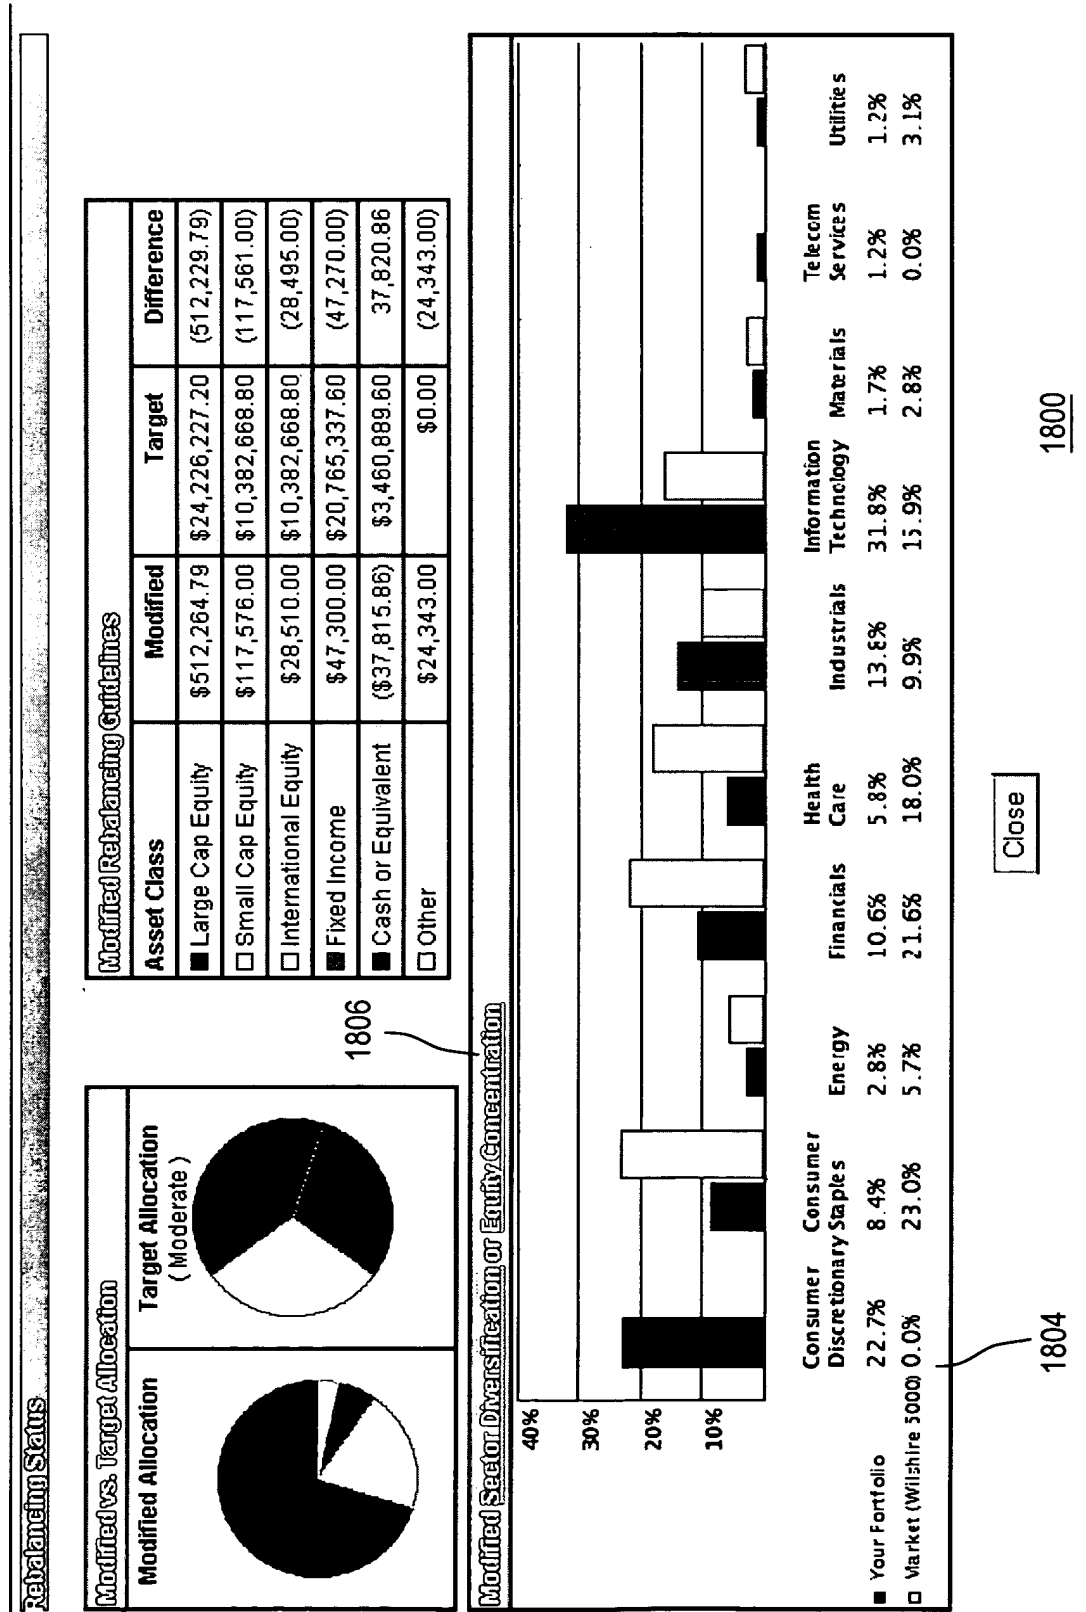 Rebalancing Status
Modified vs. Target Allocation
Modified Allocation
Target Allocation
( Moderate )
Modified Rebalancing Guidelines
Asset Class Modified Target Difference
Large Cap Equity $512,264.79 $24,226,227.20 (512,229.79)
Small Cap Equity $117,576.00 $10,382,668.80 (117,561.00)
International Equity $28,510.00 $10,382,668.80 (28,495.00)
Fixed Income $47,300.00 $20,765,337.60 (47,270.00)
Cash or Equivalent ($37,815.86) $3,460,889.60 37,820.86
Other $24,343.00 $0.00 (24,343.00)
1806
Modified Sector Diversification or Equity Concentration
40%
30%
20%
10%
Consumer Consumer Health Information Telecom
Discretionary Staples Energy Financials Care Industrials Technology Materials Services Utilities
Your Portfolio 22.7% 8.4% 2.8% 10.6% 5.8% 13.8% 31.8% 1.7% 1.2% 1.2%
Market (Wilshire 5000) 0.0% 23.0% 5.7% 21.6% 18.0% 9.9% 15.9% 2.8% 0.0% 3.1%
1804
Close
1800